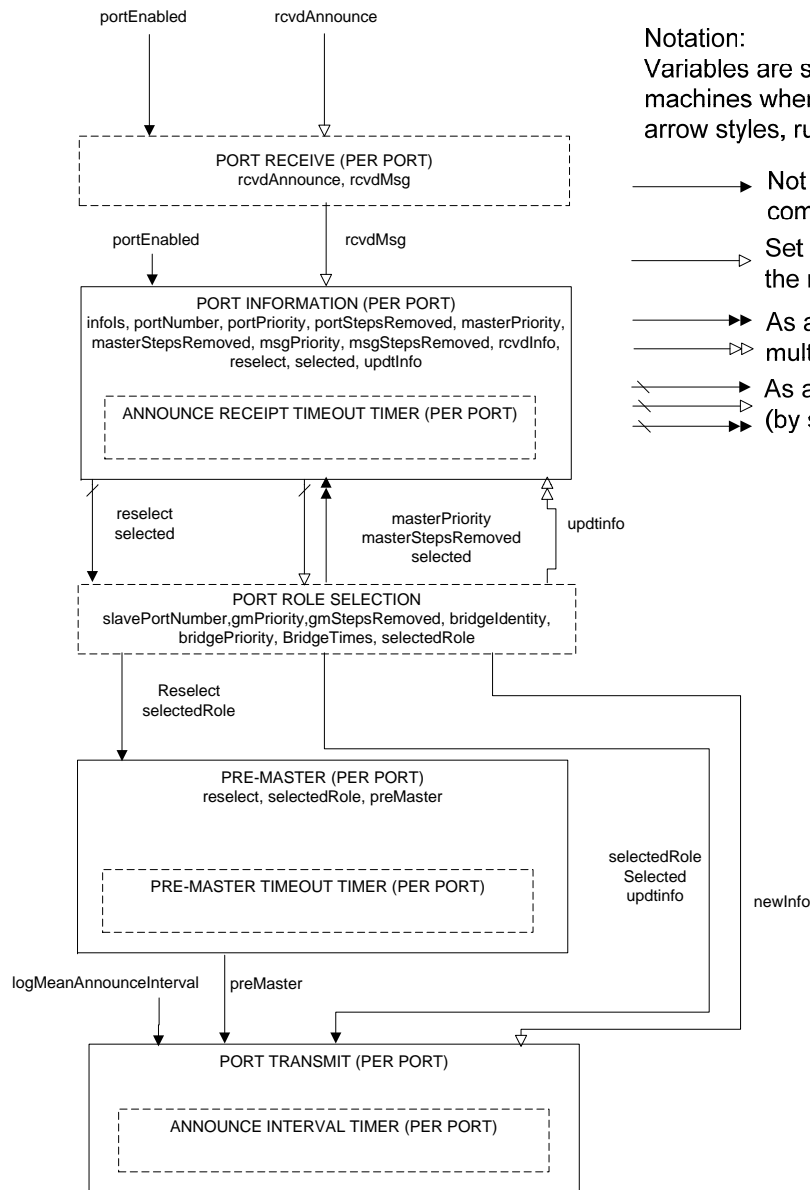 portEnabled
rcvdAnnounce
Notation:
Variables are s
machines wher
arrow styles, ru
PORT RECEIVE (PER PORT)
rcvdAnnounce, rcvdMsg
Not
com
Set
the r
As a
mult
As a
(by s
portEnabled
rcvdMsg
PORT INFORMATION (PER PORT)
infoIs, portNumber, portPriority, portStepsRemoved, masterPriority,
masterStepsRemoved, msgPriority, msgStepsRemoved, rcvdInfo,
reselect, selected, updtInfo
ANNOUNCE RECEIPT TIMEOUT TIMER (PER PORT)
reselect
selected
masterPriority
masterStepsRemoved
selected
updtinfo
PORT ROLE SELECTION
slavePortNumber,gmPriority,gmStepsRemoved, bridgeIdentity,
bridgePriority, BridgeTimes, selectedRole
Reselect
selectedRole
PRE-MASTER (PER PORT)
reselect, selectedRole, preMaster
PRE-MASTER TIMEOUT TIMER (PER PORT)
selectedRole
Selected
updtinfo
newInfo
logMeanAnnounceInterval
preMaster
PORT TRANSMIT (PER PORT)
ANNOUNCE INTERVAL TIMER (PER PORT)